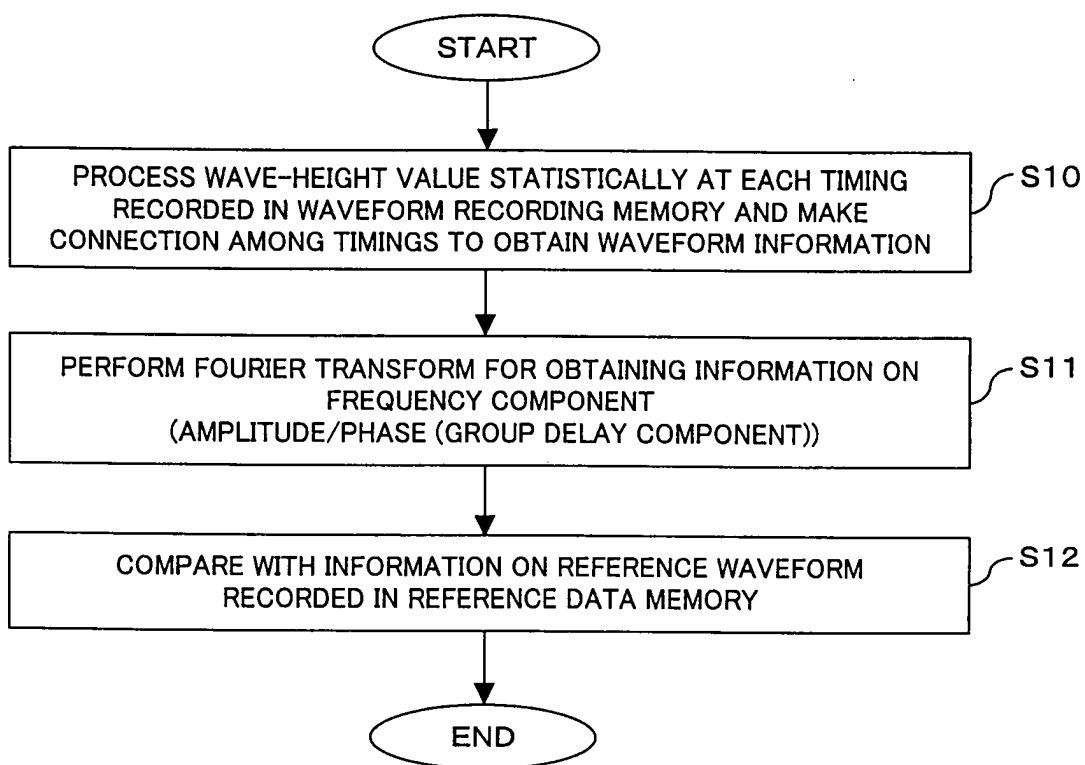 START
PROCESS WAVE-HEIGHT VALUE STATISTICALLY AT EACH TIMING
RECORDED IN WAVEFORM RECORDING MEMORY AND MAKE
CONNECTION AMONG TIMINGS TO OBTAIN WAVEFORM INFORMATION
S10
PERFORM FOURIER TRANSFORM FOR OBTAINING INFORMATION ON
FREQUENCY COMPONENT
(AMPLITUDE/PHASE (GROUP DELAY COMPONENT))
S11
COMPARE WITH INFORMATION ON REFERENCE WAVEFORM
RECORDED IN REFERENCE DATA MEMORY
S12
END